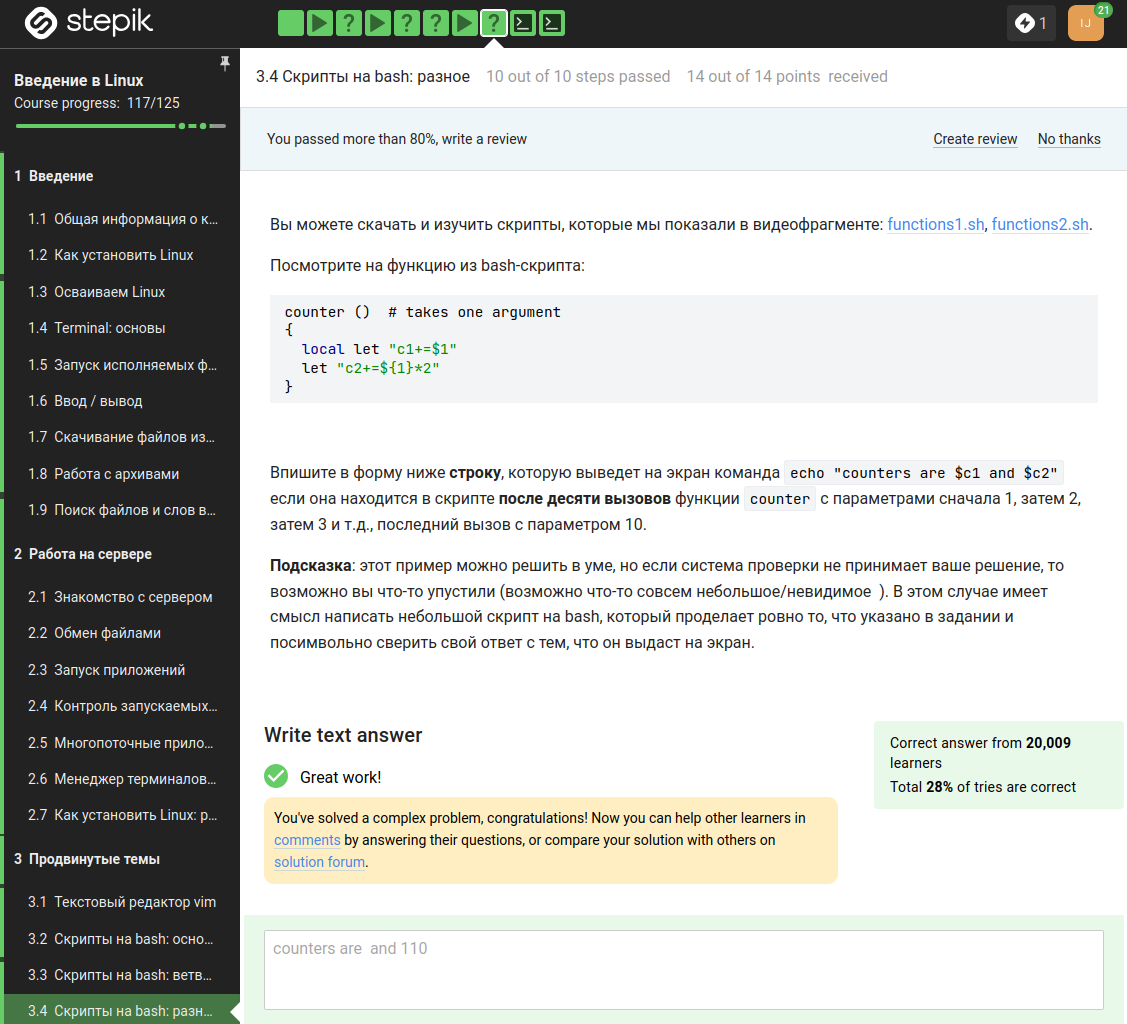 stepik
1
IJ
21
Введение в Linux
Course progress: 117/125
1 Введение
1.1 Общая информация о к...
1.2 Как установить Linux
1.3 Осваиваем Linux
1.4 Terminal: основы
1.5 Запуск исполняемых ф...
1.6 Ввод / вывод
1.7 Скачивание файлов из...
1.8 Работа с архивами
1.9 Поиск файлов и слов в...
2 Работа на сервере
2.1 Знакомство с сервером
2.2 Обмен файлами
2.3 Запуск приложений
2.4 Контроль запускаемых...
2.5 Многопоточные прило...
2.6 Менеджер терминалов...
2.7 Как установить Linux: р...
3 Продвинутые темы
3.1 Текстовый редактор vim
3.2 Скрипты на bash: осно...
3.3 Скрипты на bash: ветв...
3.4 Скрипты на bash: разн...
3.4 Скрипты на bash: разное 10 out of 10 steps passed 14 out of 14 points received
You passed more than 80%, write a review Create review No thanks
Вы можете скачать и изучить скрипты, которые мы показали в видеофрагменте: functions1.sh, functions2.sh.
Посмотрите на функцию из bash-скрипта:
counter ()  # takes one argument
{
  local let "c1+=$1"
  let "c2+=${1}*2"
}
Впишите в форму ниже строку, которую выведет на экран команда echo "counters are $c1 and $c2"
если она находится в скрипте после десяти вызовов функции counter с параметрами сначала 1, затем 2,
затем 3 и т.д., последний вызов с параметром 10.
Подсказка: этот пример можно решить в уме, но если система проверки не принимает ваше решение, то
возможно вы что-то упустили (возможно что-то совсем небольшое/невидимое ). В этом случае имеет
смысл написать небольшой скрипт на bash, который проделает ровно то, что указано в задании и
посимвольно сверить свой ответ с тем, что он выдаст на экран.
Write text answer
Great work!
You've solved a complex problem, congratulations! Now you can help other learners in
comments by answering their questions, or compare your solution with others on
solution forum.
Correct answer from 20,009
learners
Total 28% of tries are correct
counters are  and 110